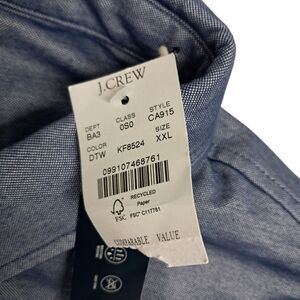 J.CREW
DEPT CLASS STYLE
BA3 0S0 CA915
COLOR SIZE
DTW KF8524 XXL
099107468761
RECYCLED
Paper
FSC FSC® C117781
COMPARABLE VALUE